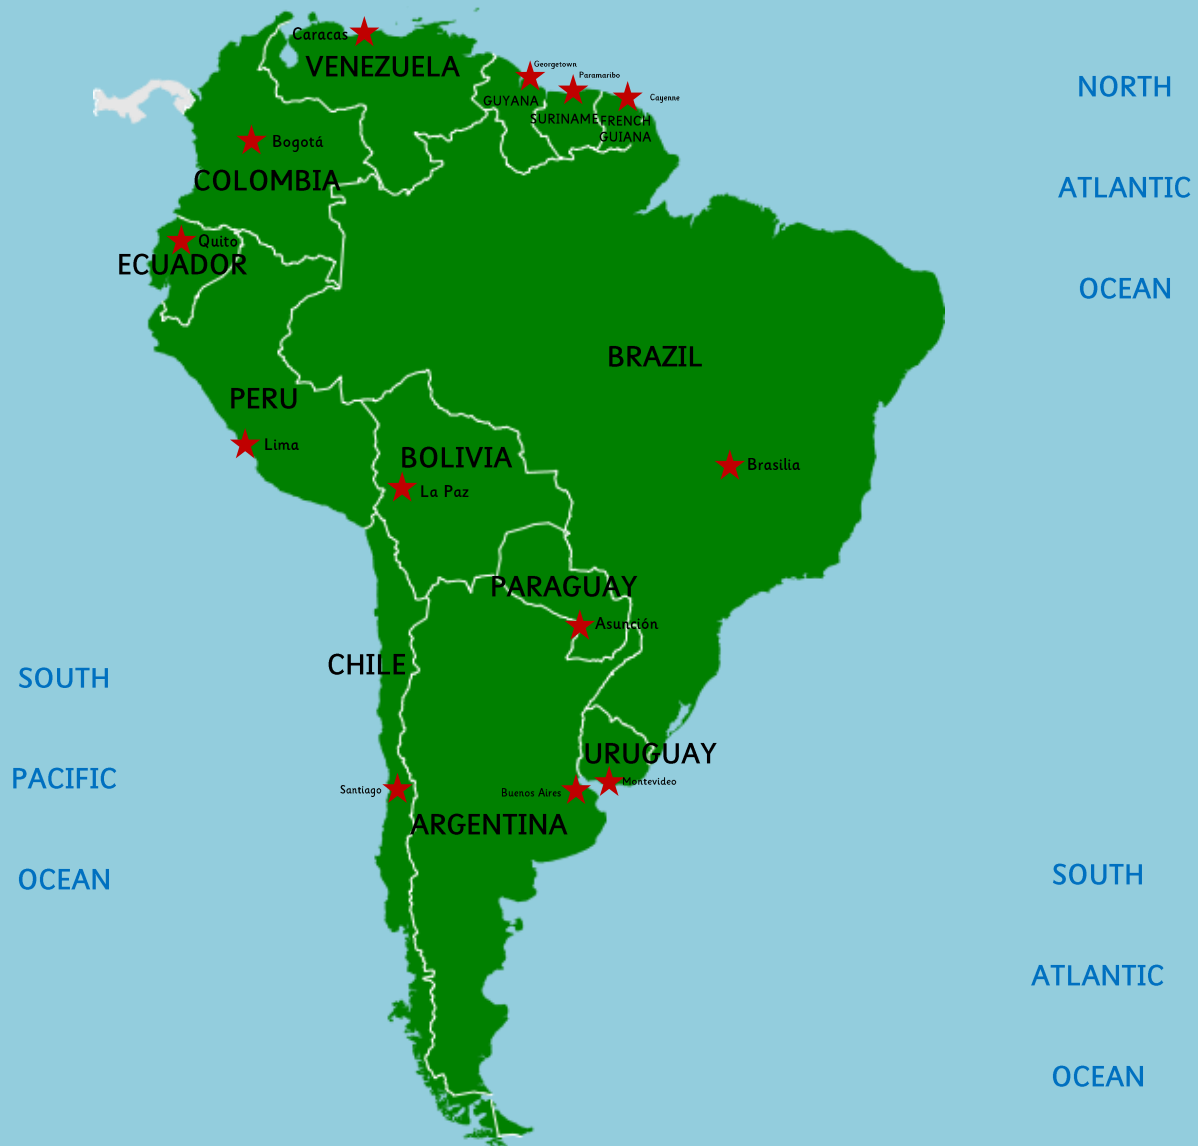 Caracas
VENEZUELA
Georgetown
Paramaribo
Cayenne
GUYANA
SURINAME
FRENCH
GUIANA
NORTH
ATLANTIC
OCEAN
Bogotá
COLOMBIA
Quito
ECUADOR
BRAZIL
PERU
Lima
BOLIVIA
La Paz
Brasilia
PARAGUAY
Asunción
CHILE
SOUTH
PACIFIC
OCEAN
URUGUAY
Montevideo
Santiago
Buenos Aires
ARGENTINA
SOUTH
ATLANTIC
OCEAN